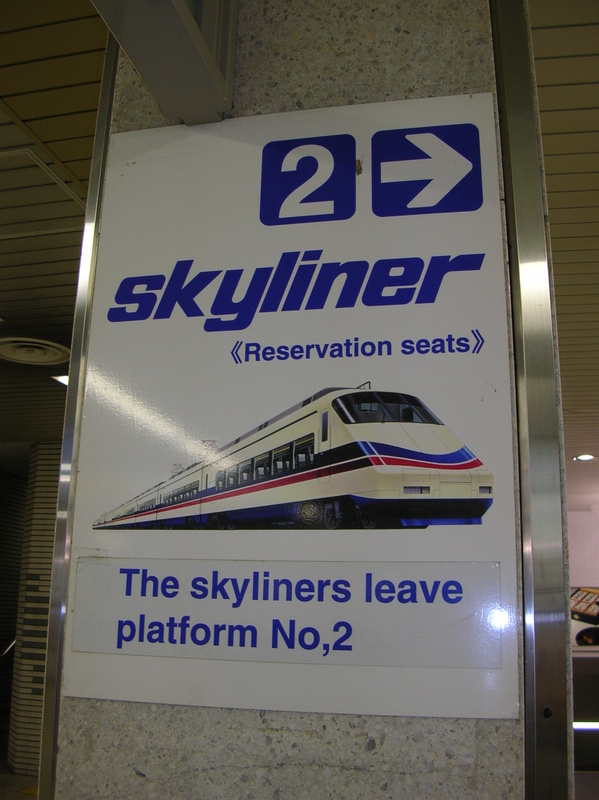 2
skyliner
《Reservation seats》
The skyliners leave
platform No,2